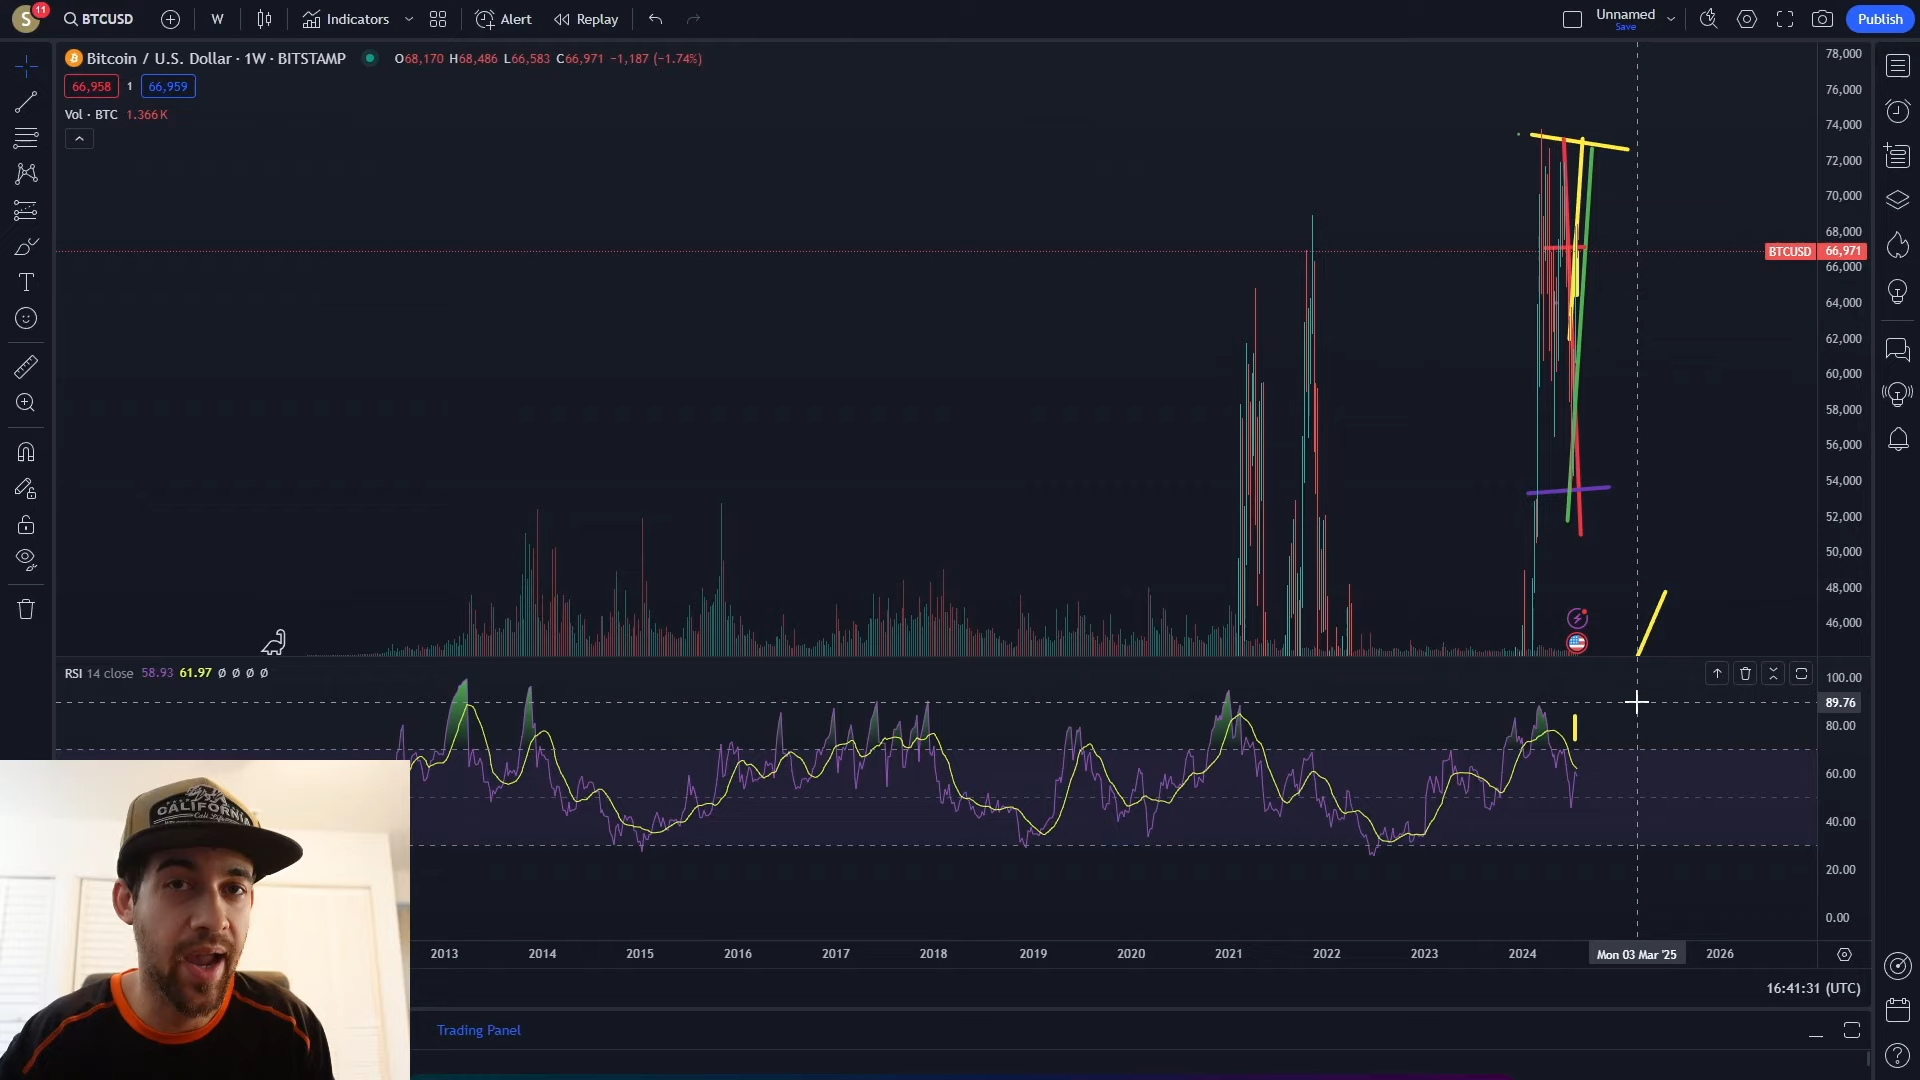 S 11 BTCUSD W Indicators Alert Replay Unnamed Save Publish
Bitcoin / U.S. Dollar · 1W · BITSTAMP O68,170 H68,486 L66,583 C66,971 −1,187 (−1.74%)
66,958 1 66,959
Vol · BTC 1.366K
78,000
76,000
74,000
72,000
70,000
68,000
BTCUSD 66,971
66,000
64,000
62,000
60,000
58,000
56,000
54,000
52,000
50,000
48,000
46,000
RSI 14 close 58.93 61.97 Ø Ø Ø Ø
100.00
89.76
80.00
60.00
40.00
20.00
0.00
2013 2014 2015 2016 2017 2018 2019 2020 2021 2022 2023 2024 Mon 03 Mar '25 2026
16:41:31 (UTC)
Trading Panel
CALIFORNIA